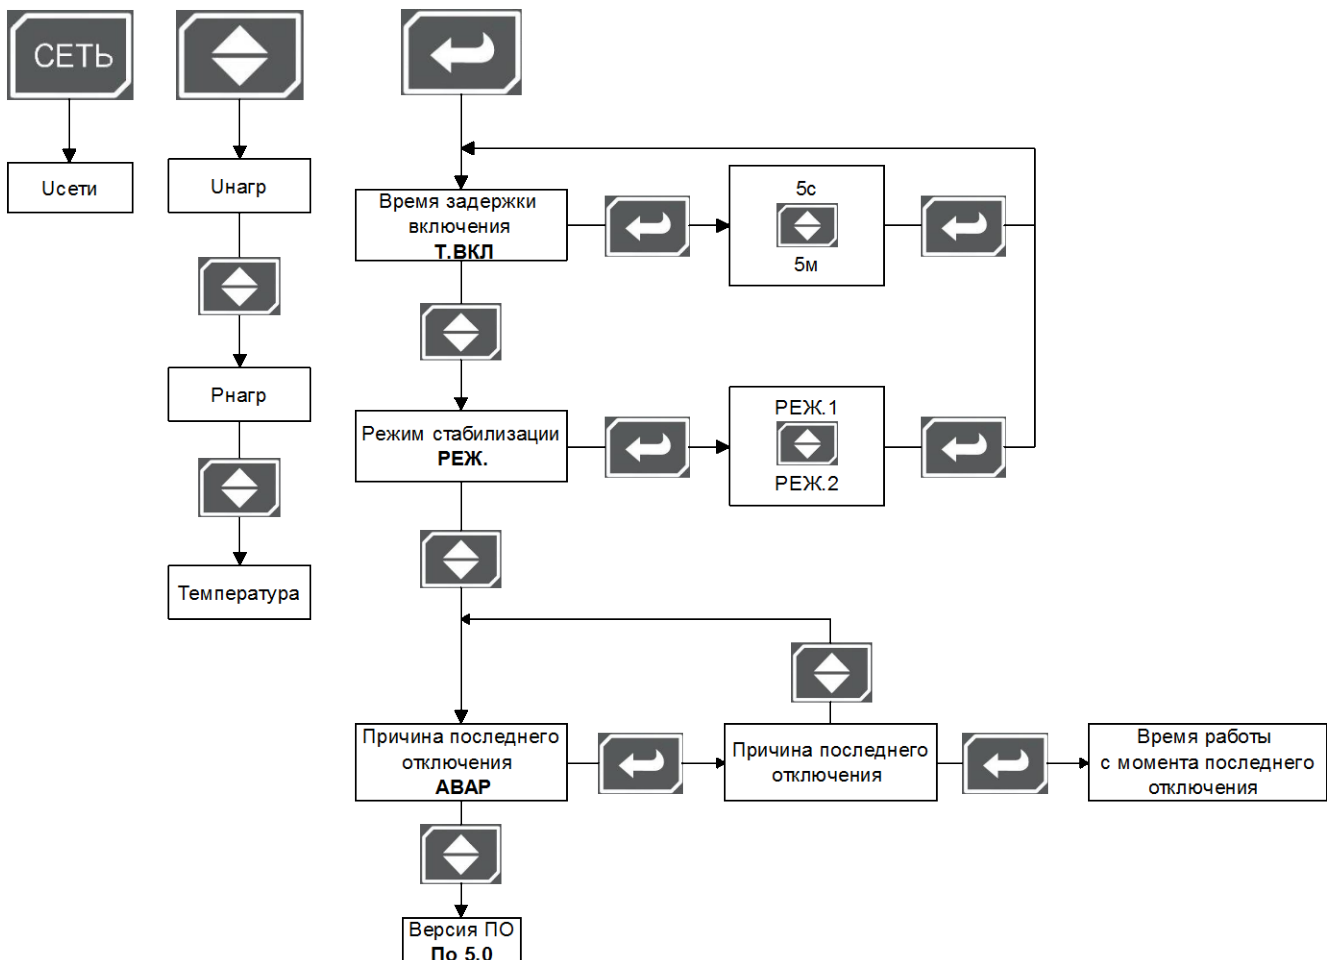 СЕТЬ
Uсети
Uнагр
Рнагр
Температура
Время задержки
включения
Т.ВКЛ
5с
5м
Режим стабилизации
РЕЖ.
РЕЖ.1
РЕЖ.2
Причина последнего
отключения
АВАР
Причина последнего
отключения
Время работы
с момента последнего
отключения
Версия ПО
По 5.0